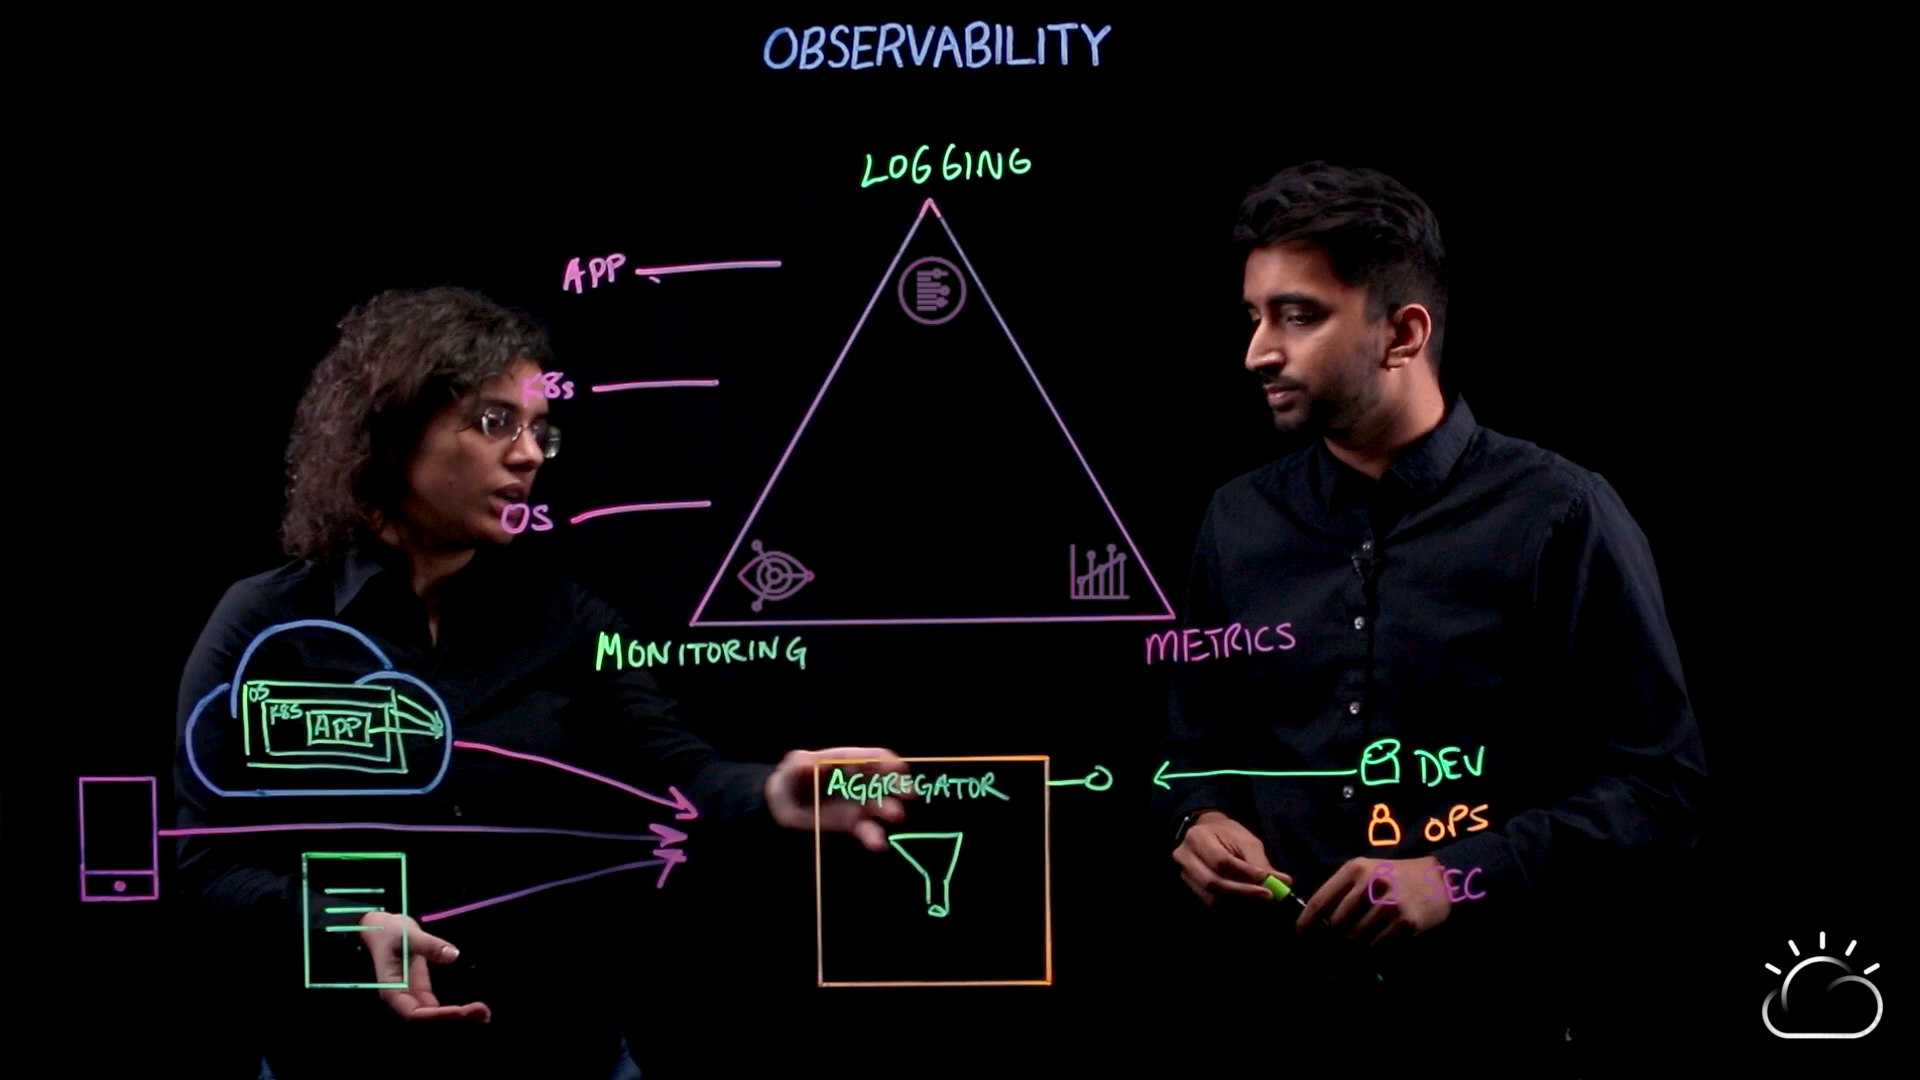 OBSERVABILITY
LOGGING
APP
K8s
OS
MONITORING
METRICS
OS
K8S
APP
AGGREGATOR
DEV
OPS
SEC